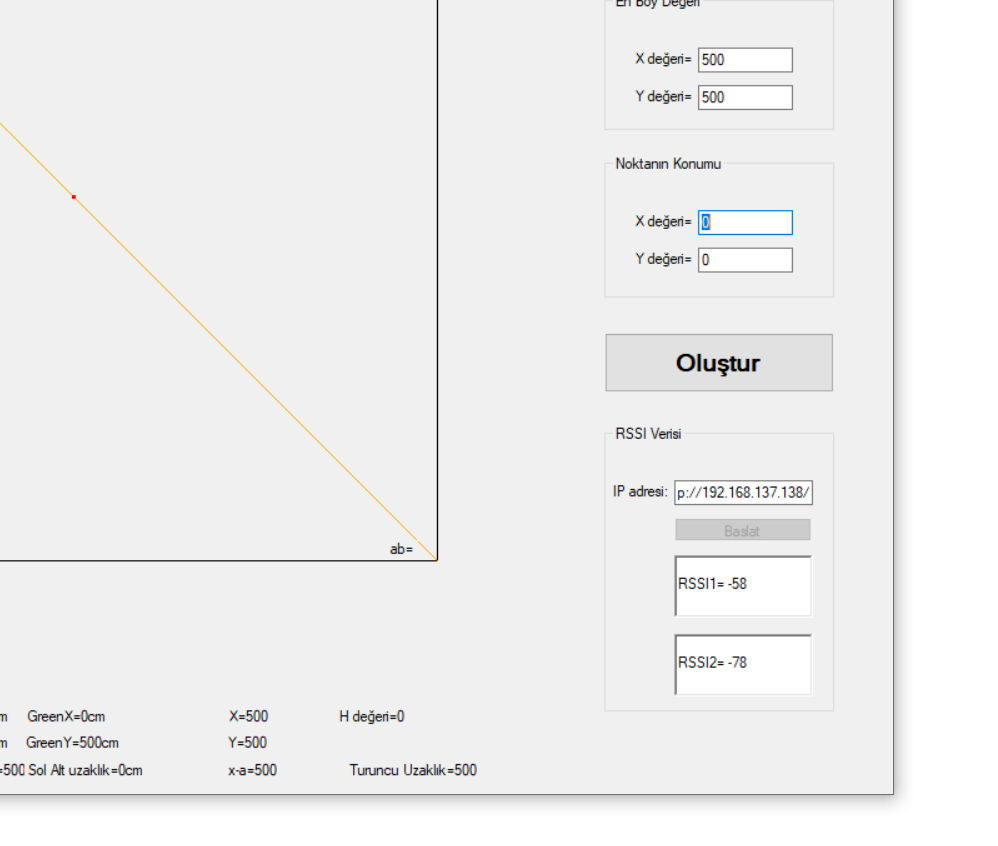 En Boy Değeri
X değeri= 500
Y değeri= 500
Noktanın Konumu
X değeri= 0
Y değeri= 0
Oluştur
RSSI Verisi
IP adresi: p://192.168.137.138/
Baslat
ab=
RSSI1= -58
RSSI2= -78
m GreenX=0cm X=500 H değeri=0
m GreenY=500cm Y=500
=500 Sol Alt uzaklık=0cm x-a=500 Turuncu Uzaklık=500